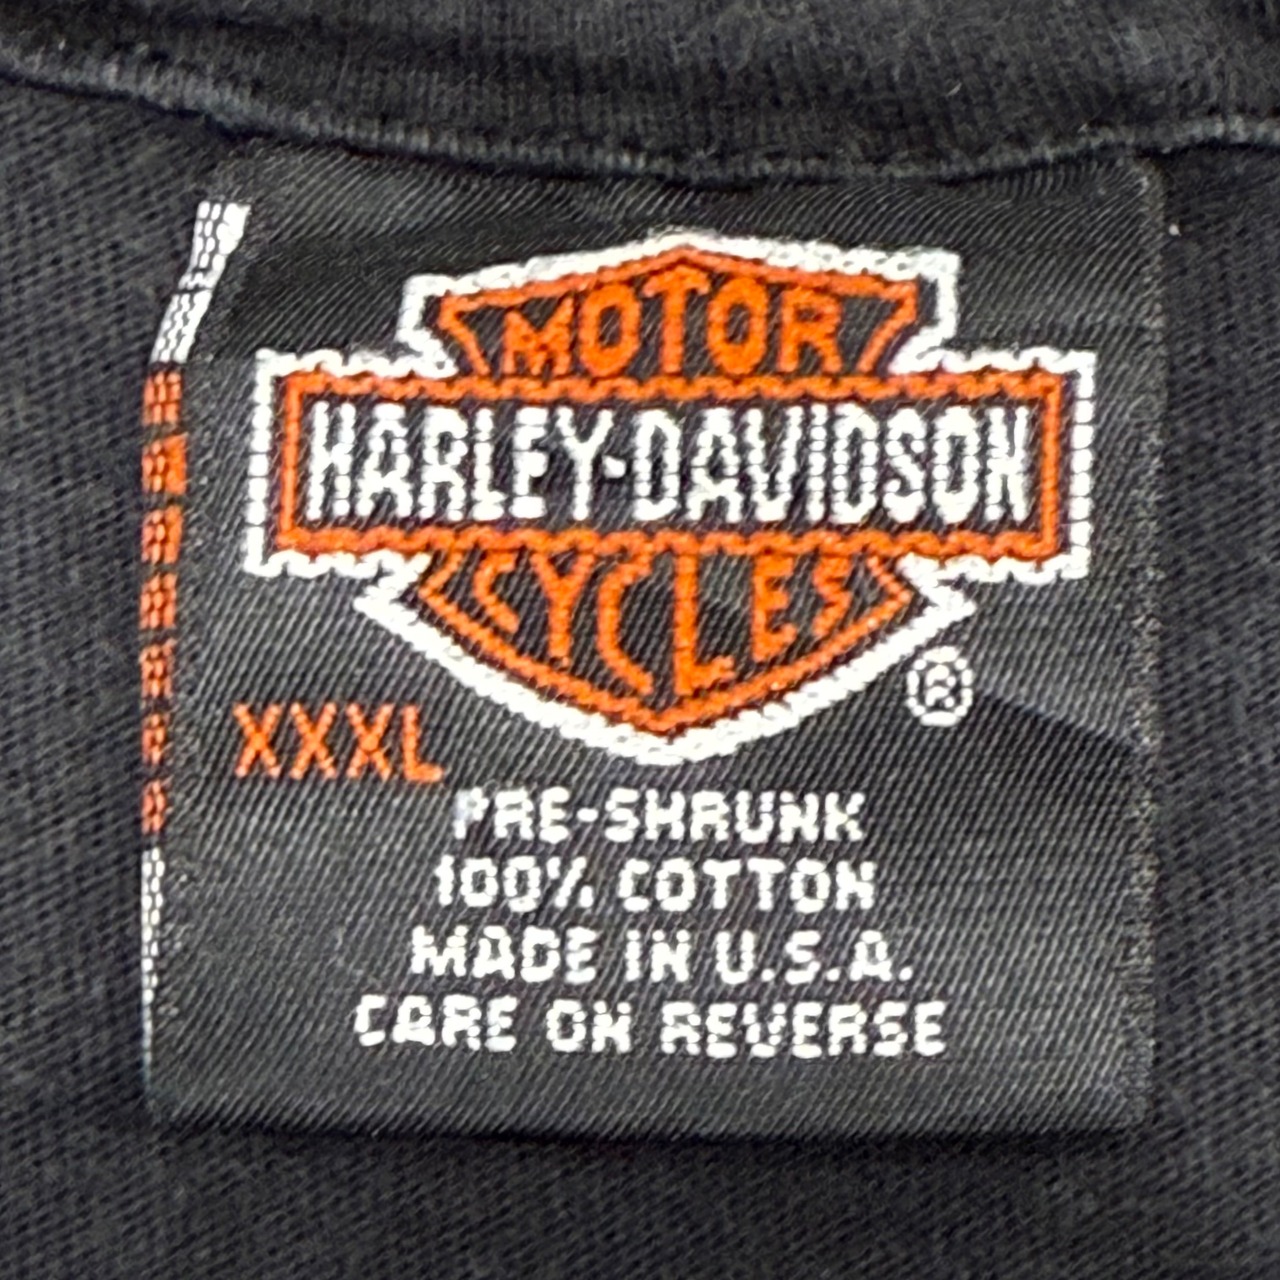 MOTOR
HARLEY-DAVIDSON
CYCLES
®
XXXL
PRE-SHRUNK
100% COTTON
MADE IN U.S.A.
CARE ON REVERSE